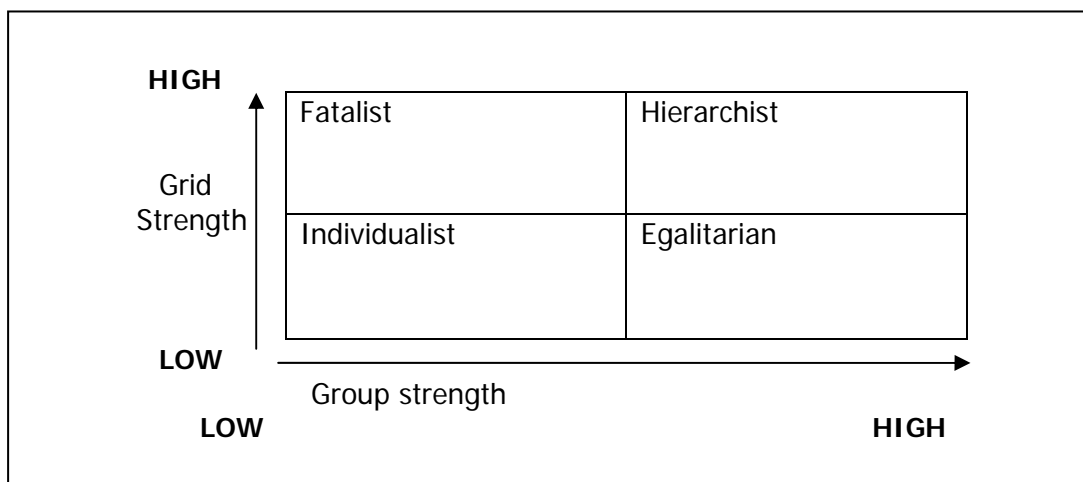 HIGH
Fatalist Hierarchist
Grid
Strength
Individualist Egalitarian
LOW
Group strength
LOW HIGH